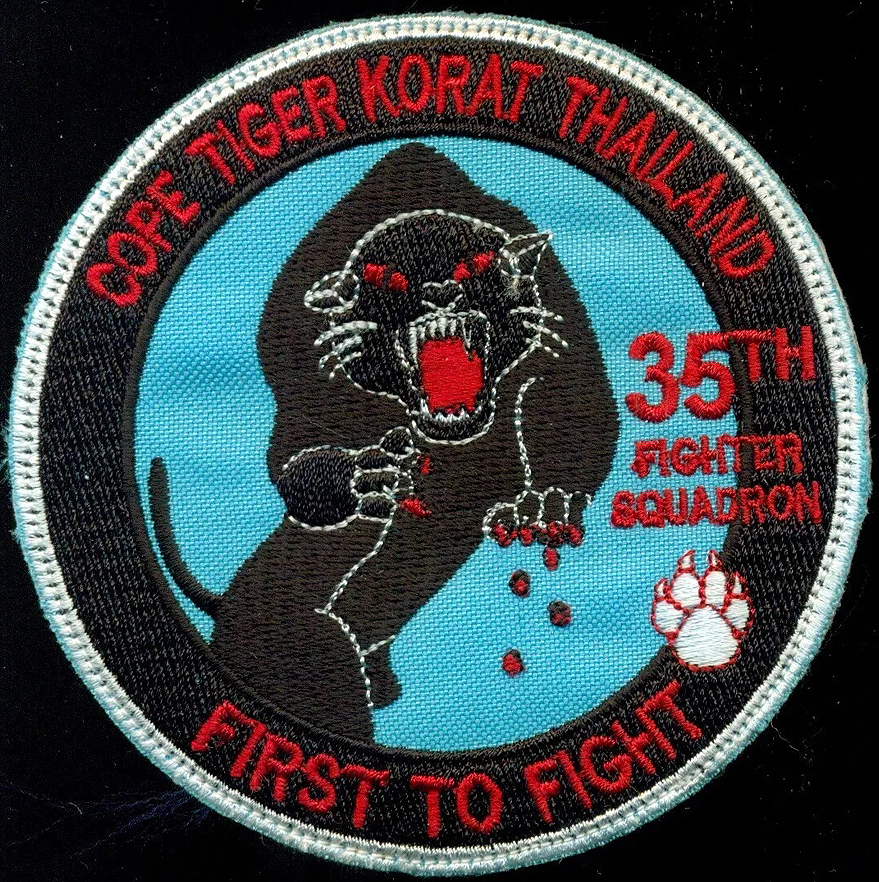 COPE TIGER KORAT THAILAND
35TH
FIGHTER
SQUADRON
FIRST TO FIGHT